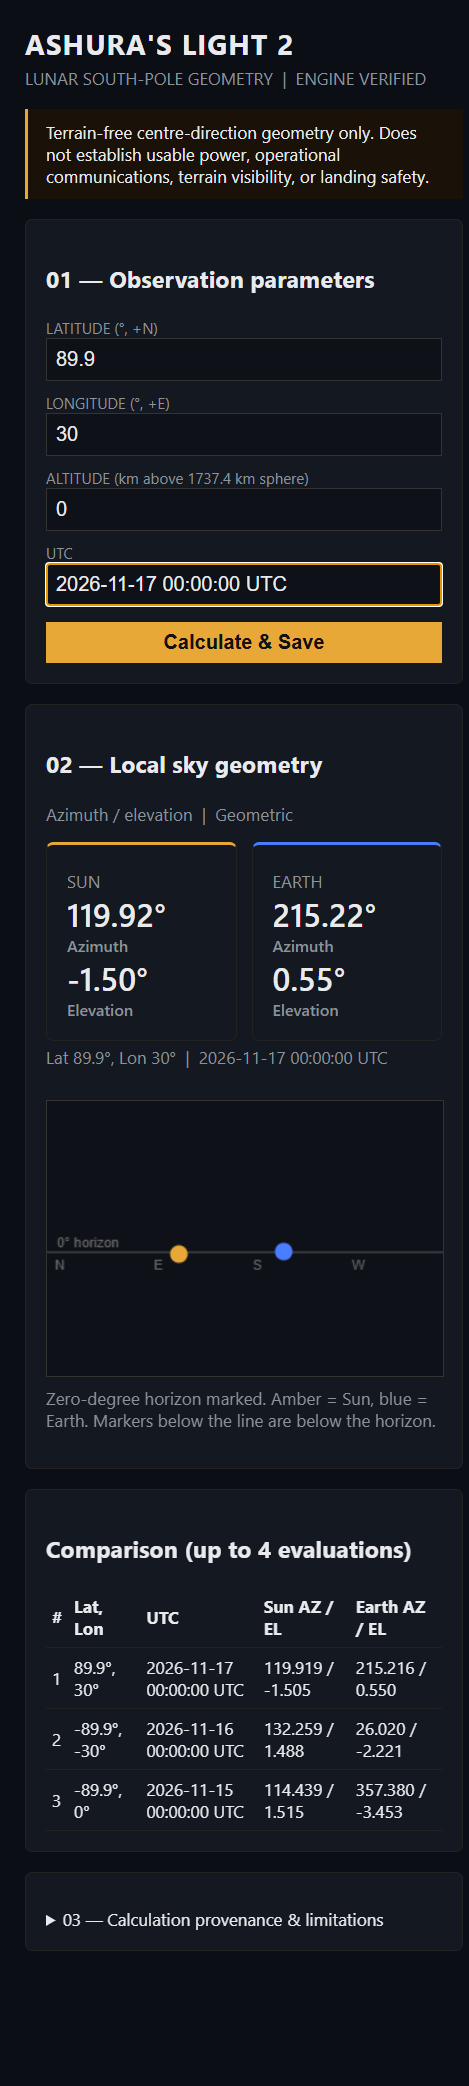 ASHURA'S LIGHT 2
LUNAR SOUTH-POLE GEOMETRY | ENGINE VERIFIED
Terrain-free centre-direction geometry only. Does
not establish usable power, operational
communications, terrain visibility, or landing safety.
01 — Observation parameters
LATITUDE (°, +N)
89.9
LONGITUDE (°, +E)
30
ALTITUDE (km above 1737.4 km sphere)
0
UTC
2026-11-17 00:00:00 UTC
Calculate & Save
02 — Local sky geometry
Azimuth / elevation | Geometric
SUN
119.92°
Azimuth
-1.50°
Elevation
EARTH
215.22°
Azimuth
0.55°
Elevation
Lat 89.9°, Lon 30° | 2026-11-17 00:00:00 UTC
0° horizon
N E S W
Zero-degree horizon marked. Amber = Sun, blue =
Earth. Markers below the line are below the horizon.
Comparison (up to 4 evaluations)
# Lat, Lon UTC Sun AZ / EL Earth AZ / EL
1 89.9°, 30° 2026-11-17 00:00:00 UTC 119.919 / -1.505 215.216 / 0.550
2 -89.9°, -30° 2026-11-16 00:00:00 UTC 132.259 / 1.488 26.020 / -2.221
3 -89.9°, 0° 2026-11-15 00:00:00 UTC 114.439 / 1.515 357.380 / -3.453
▶ 03 — Calculation provenance & limitations